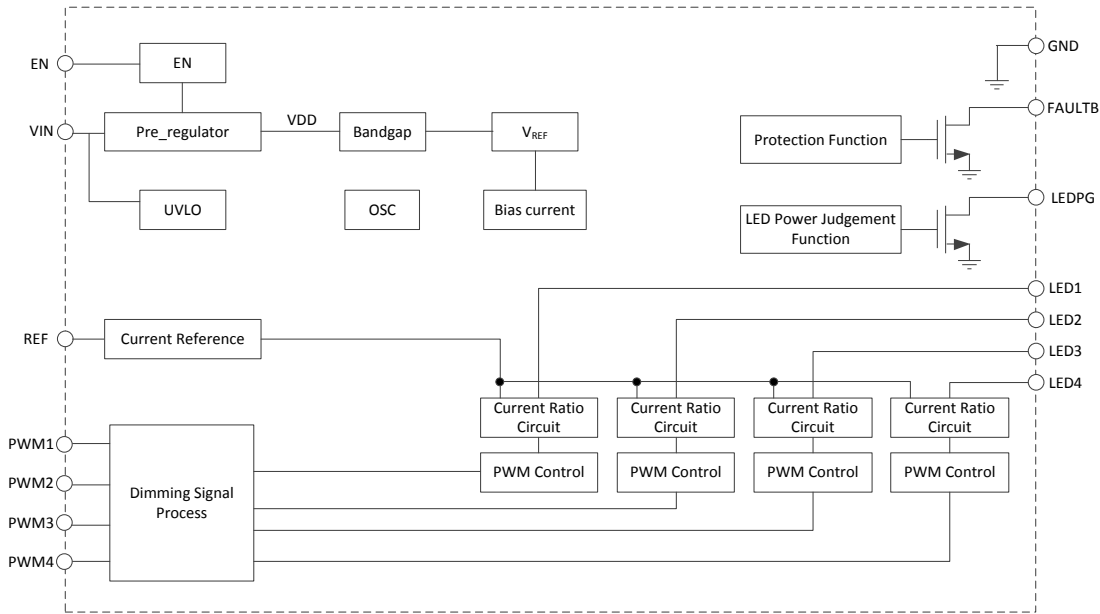 GND
EN
EN
FAULTB
VIN
Pre_regulator
VDD
Bandgap
VREF
Protection Function
UVLO
OSC
Bias current
LEDPG
LED Power Judgement
Function
LED1
LED2
REF
Current Reference
LED3
LED4
Current Ratio
Circuit
Current Ratio
Circuit
Current Ratio
Circuit
Current Ratio
Circuit
PWM1
PWM2
PWM3
PWM4
Dimming Signal
Process
PWM Control
PWM Control
PWM Control
PWM Control